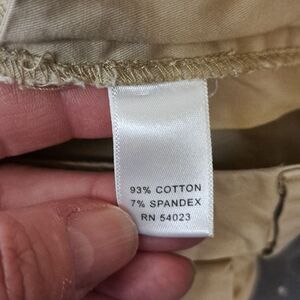 93% COTTON
7% SPANDEX
RN 54023